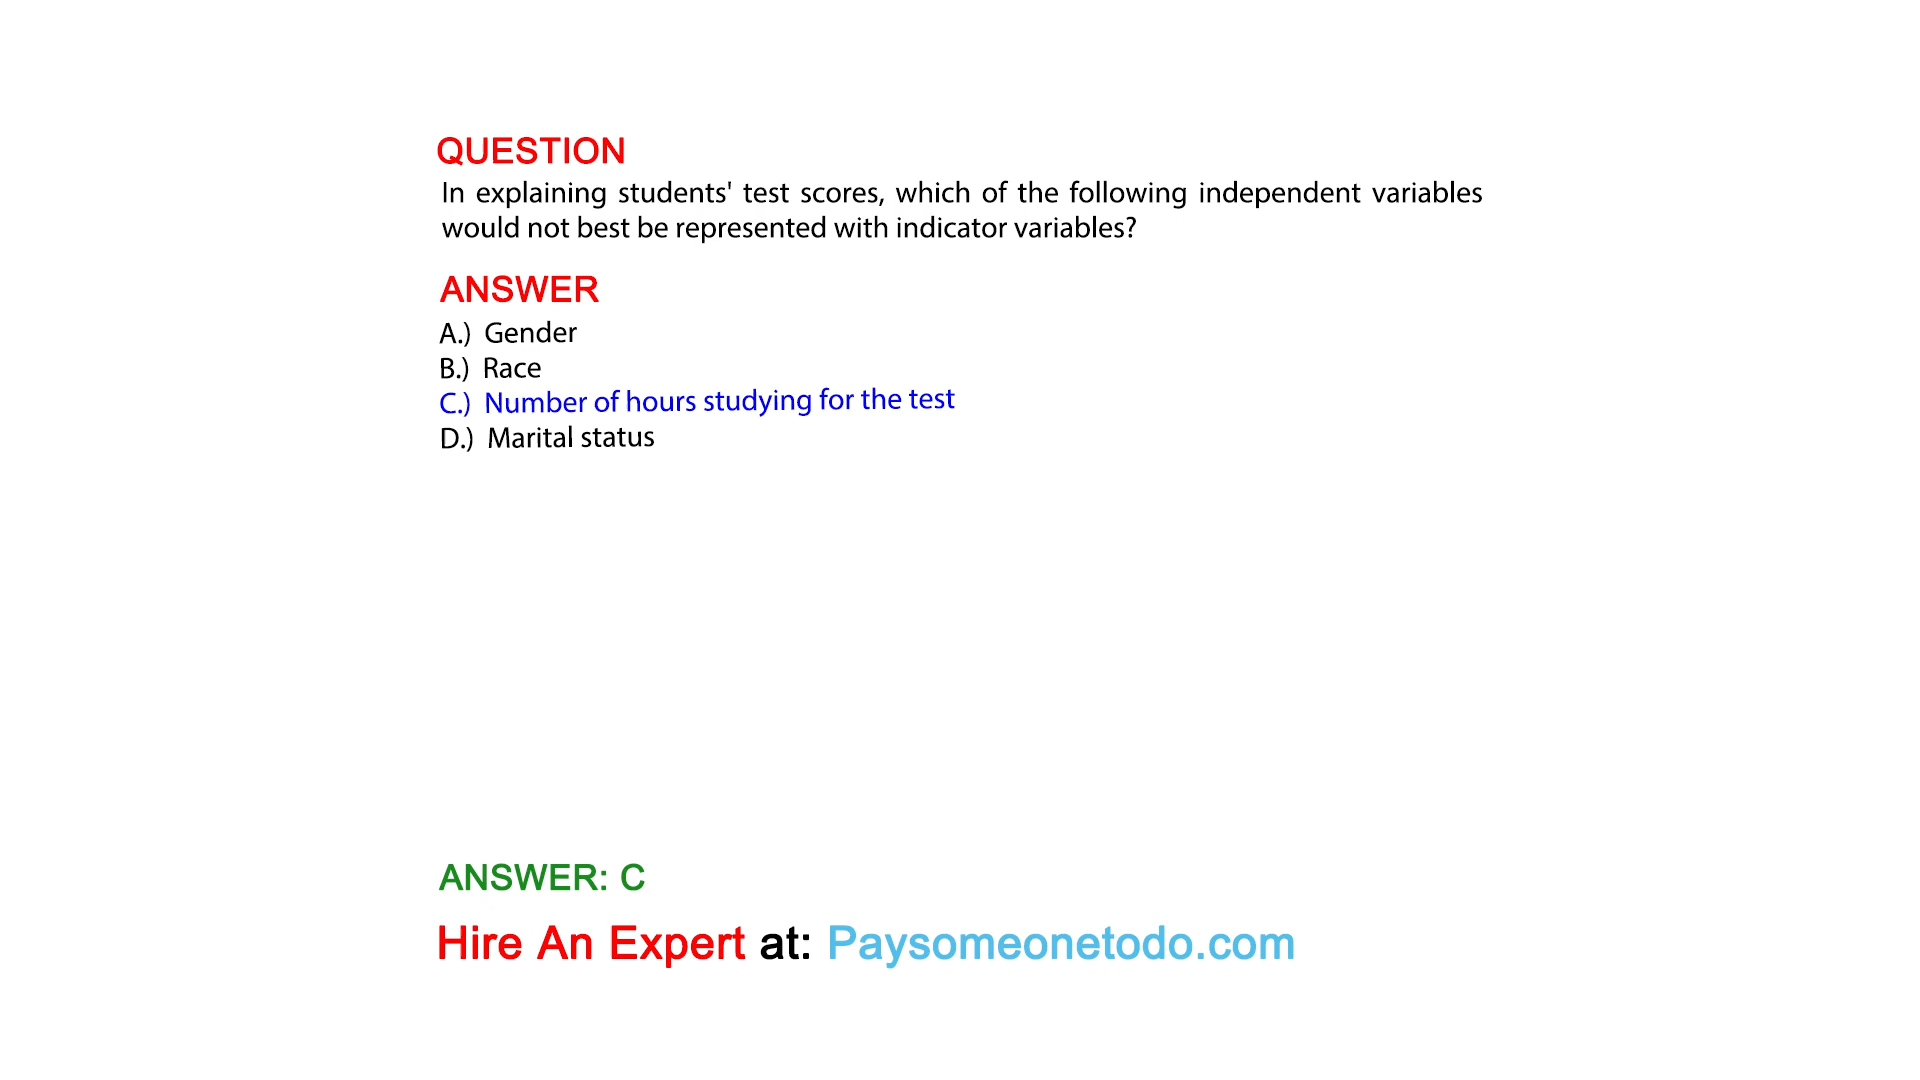 QUESTION
In explaining students' test scores, which of the following independent variables
would not best be represented with indicator variables?
ANSWER
A.) Gender
B.) Race
C.) Number of hours studying for the test
D.) Marital status
ANSWER: C
Hire An Expert at: Paysomeonetodo.com